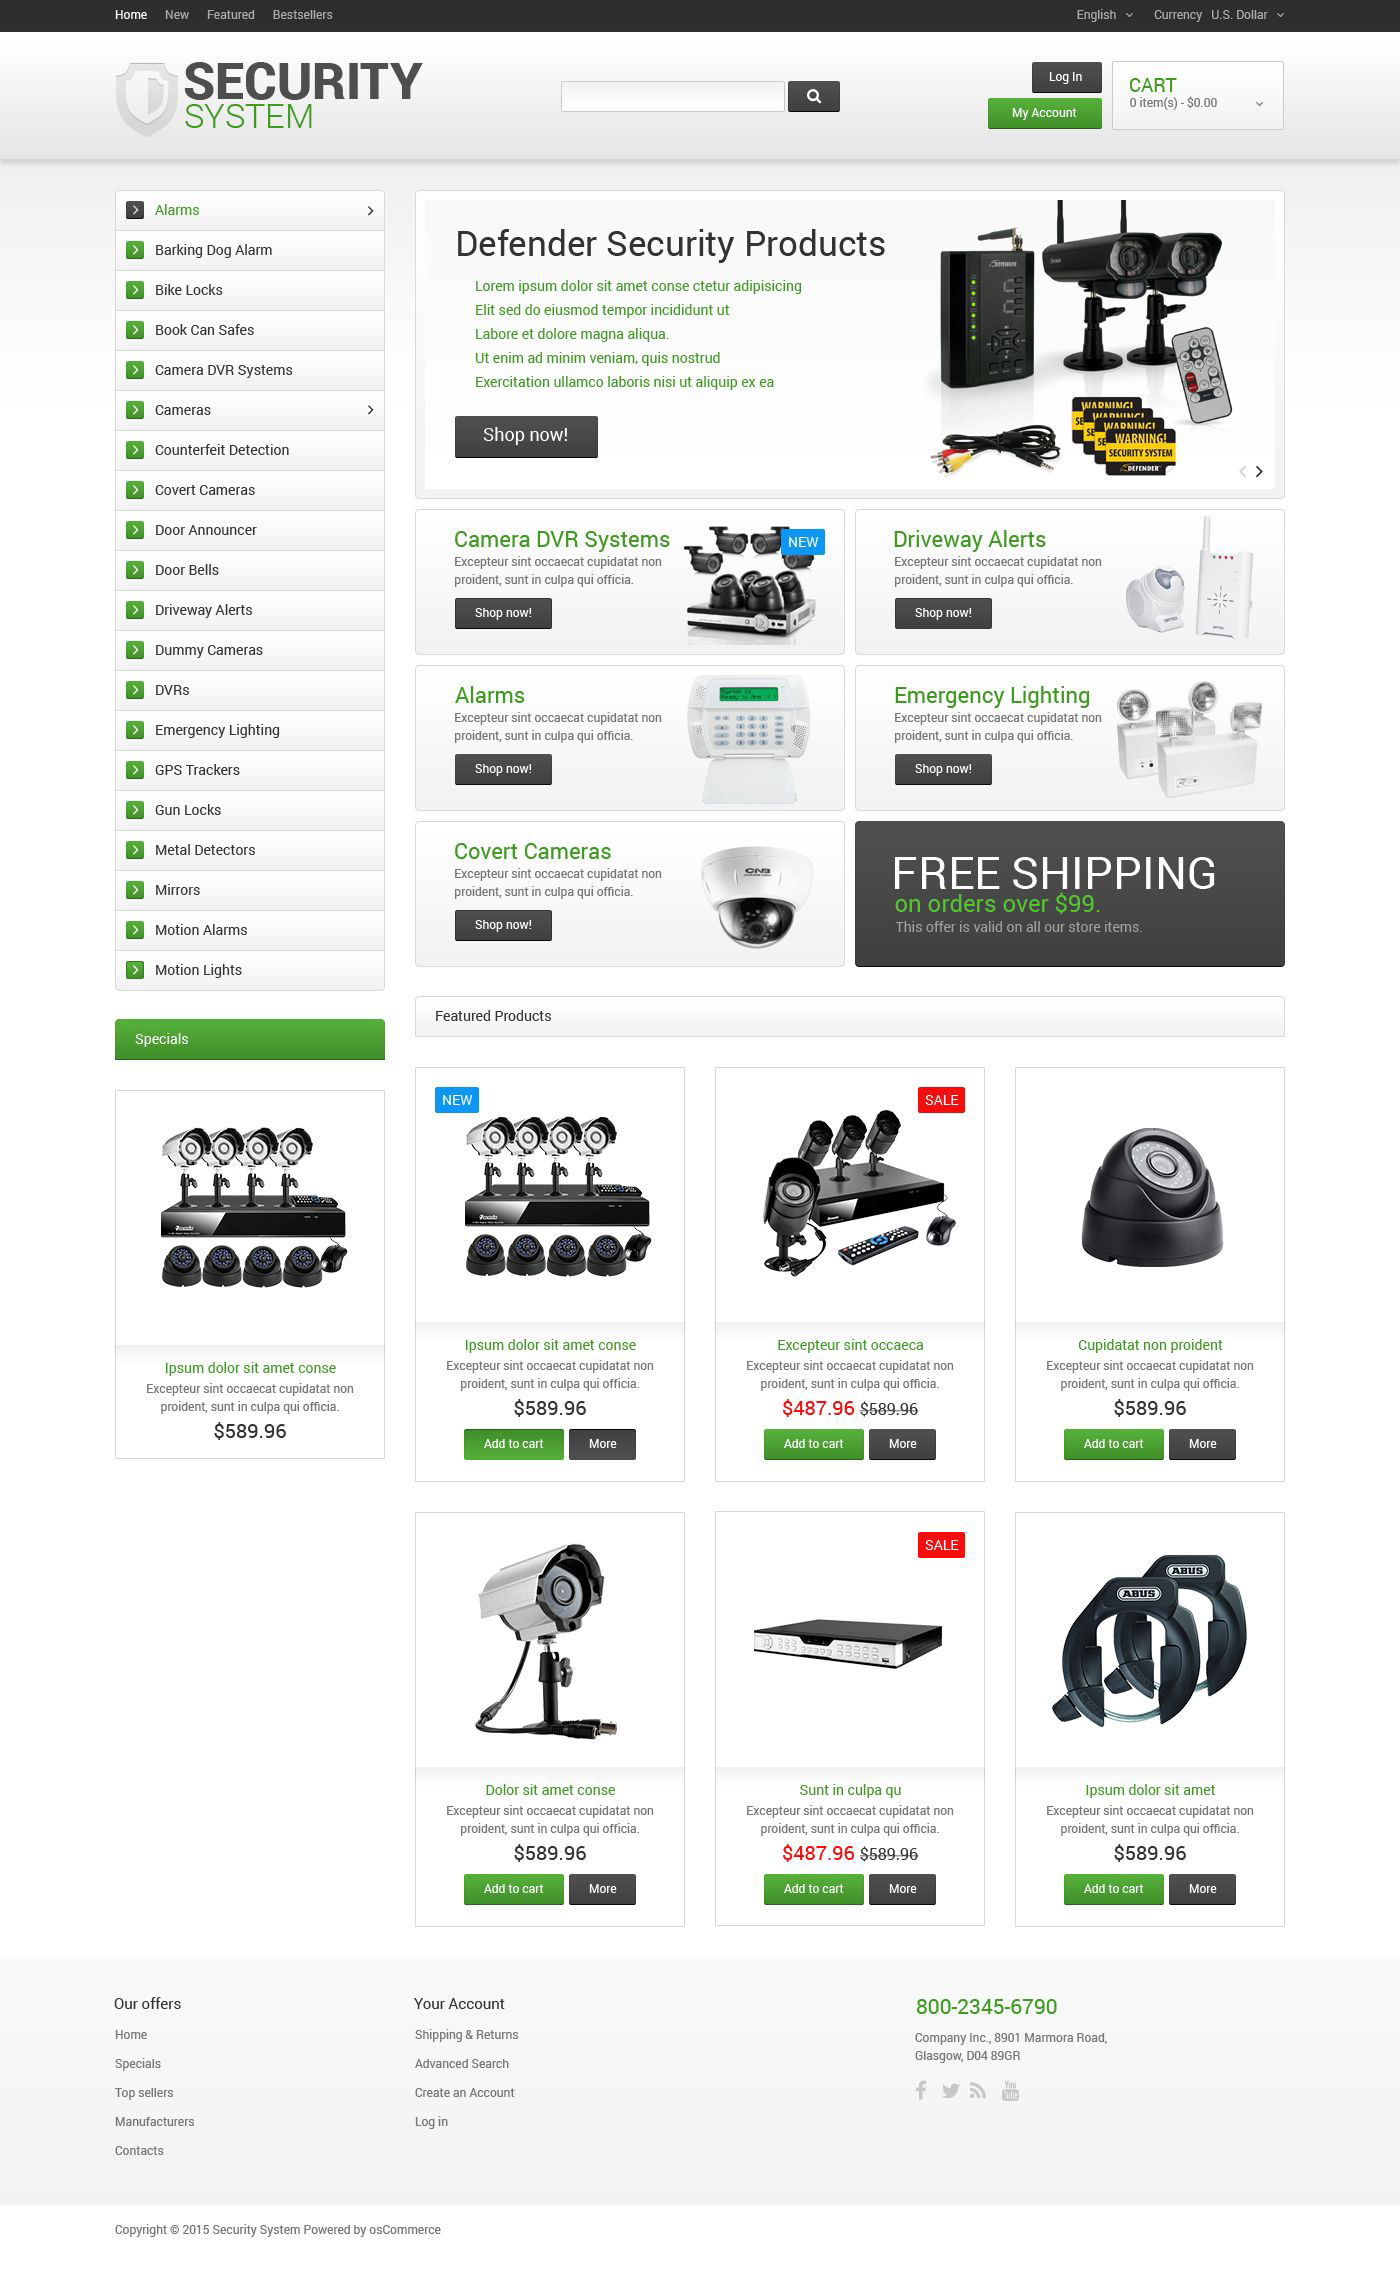 Home New Featured Bestsellers
English Currency U.S. Dollar
SECURITY
SYSTEM
Log In
My Account
CART
0 item(s) - $0.00
Alarms
Barking Dog Alarm
Bike Locks
Book Can Safes
Camera DVR Systems
Cameras
Counterfeit Detection
Covert Cameras
Door Announcer
Door Bells
Driveway Alerts
Dummy Cameras
DVRs
Emergency Lighting
GPS Trackers
Gun Locks
Metal Detectors
Mirrors
Motion Alarms
Motion Lights
Specials
Ipsum dolor sit amet conse
Excepteur sint occaecat cupidatat non
proident, sunt in culpa qui officia.
$589.96
Defender Security Products
Lorem ipsum dolor sit amet conse ctetur adipisicing
Elit sed do eiusmod tempor incididunt ut
Labore et dolore magna aliqua.
Ut enim ad minim veniam, quis nostrud
Exercitation ullamco laboris nisi ut aliquip ex ea
Shop now!
DEFENDER
WARNING!
WARNING!
WARNING!
WARNING!
SECURITY SYSTEM
DEFENDER
Camera DVR Systems
Excepteur sint occaecat cupidatat non
proident, sunt in culpa qui officia.
Shop now!
NEW
Driveway Alerts
Excepteur sint occaecat cupidatat non
proident, sunt in culpa qui officia.
Shop now!
OPTEX
OPTEX
Alarms
Excepteur sint occaecat cupidatat non
proident, sunt in culpa qui officia.
Shop now!
System is
Ready to Arm
Emergency Lighting
Excepteur sint occaecat cupidatat non
proident, sunt in culpa qui officia.
Shop now!
Covert Cameras
Excepteur sint occaecat cupidatat non
proident, sunt in culpa qui officia.
Shop now!
CNB
FREE SHIPPING
on orders over $99.
This offer is valid on all our store items.
Featured Products
NEW
Ipsum dolor sit amet conse
Excepteur sint occaecat cupidatat non
proident, sunt in culpa qui officia.
$589.96
Add to cart More
SALE
Excepteur sint occaeca
Excepteur sint occaecat cupidatat non
proident, sunt in culpa qui officia.
$487.96 $589.96
Add to cart More
Cupidatat non proident
Excepteur sint occaecat cupidatat non
proident, sunt in culpa qui officia.
$589.96
Add to cart More
Dolor sit amet conse
Excepteur sint occaecat cupidatat non
proident, sunt in culpa qui officia.
$589.96
Add to cart More
SALE
Sunt in culpa qu
Excepteur sint occaecat cupidatat non
proident, sunt in culpa qui officia.
$487.96 $589.96
Add to cart More
ABUS
ABUS
Ipsum dolor sit amet
Excepteur sint occaecat cupidatat non
proident, sunt in culpa qui officia.
$589.96
Add to cart More
Our offers
Home
Specials
Top sellers
Manufacturers
Contacts
Your Account
Shipping & Returns
Advanced Search
Create an Account
Log in
800-2345-6790
Company Inc., 8901 Marmora Road,
Glasgow, D04 89GR
You
Tube
Copyright © 2015 Security System Powered by osCommerce